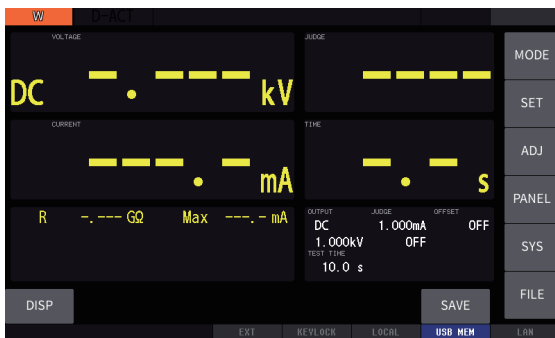 W D-ACT
VOLTAGE
DC -.--- kV
JUDGE
----
CURRENT
---.- mA
TIME
-.- s
R -.--- GΩ Max ---.- mA
OUTPUT JUDGE OFFSET
DC 1.000mA OFF
1.000kV OFF
TEST TIME
10.0 s
MODE
SET
ADJ
PANEL
SYS
FILE
DISP
SAVE
EXT KEYLOCK LOCAL USB MEM LAN